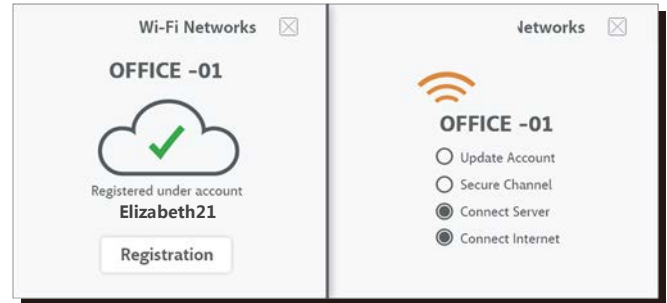 Wi-Fi Networks
OFFICE -01
Registered under account
Elizabeth21
Registration
etworks
OFFICE -01
Update Account
Secure Channel
Connect Server
Connect Internet